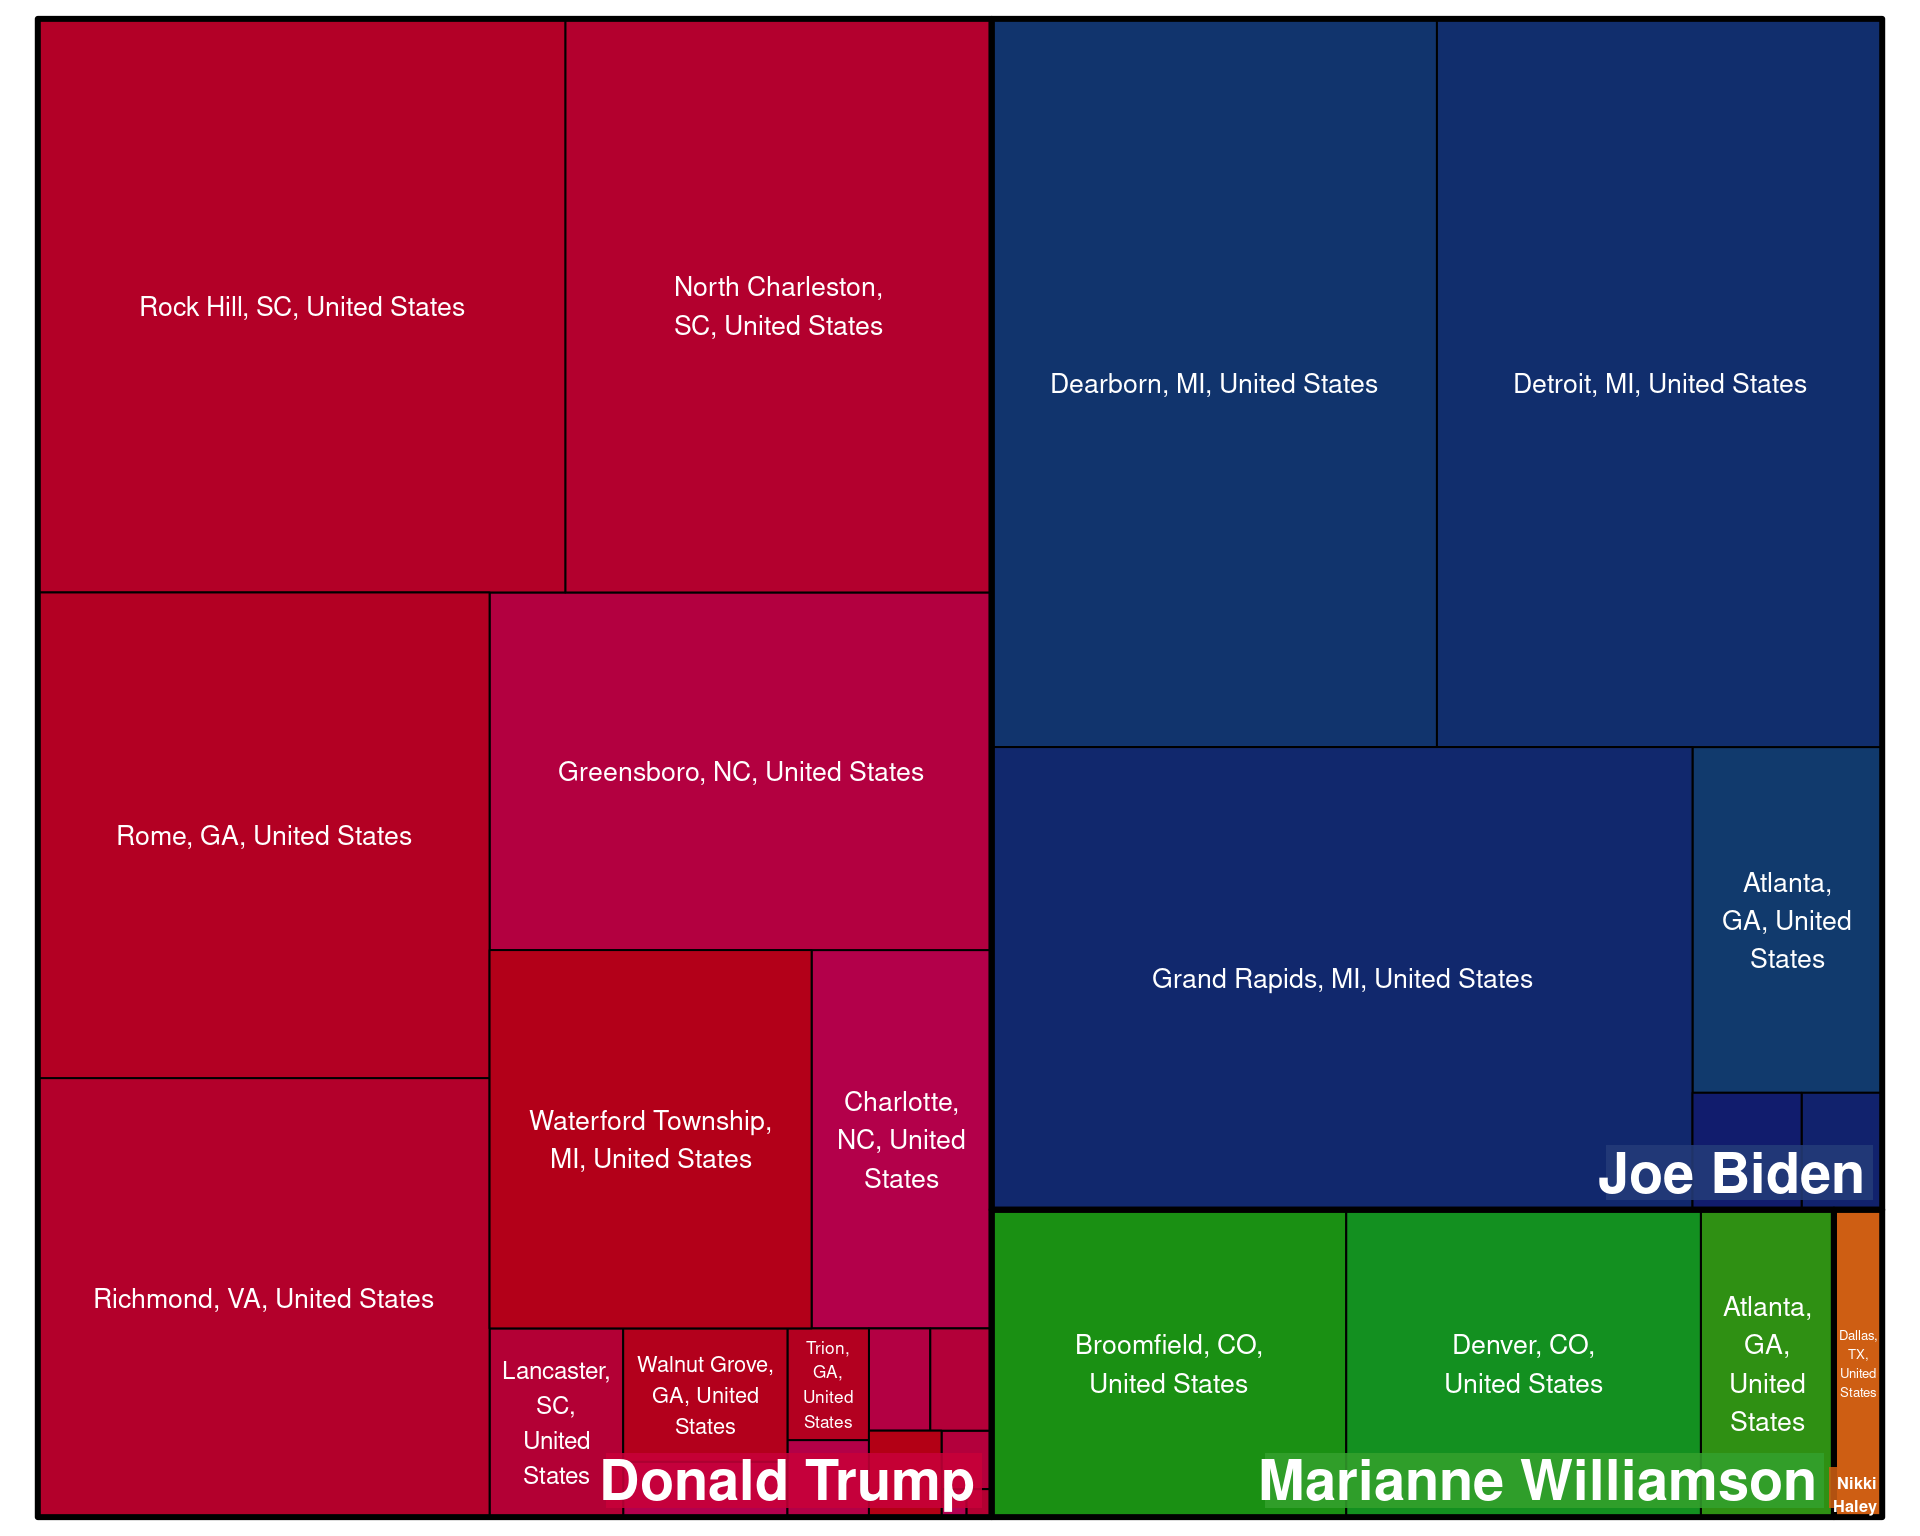 Rock Hill, SC, United States
North Charleston,
SC, United States
Rome, GA, United States
Greensboro, NC, United States
Richmond, VA, United States
Waterford Township,
MI, United States
Charlotte,
NC, United
States
Lancaster,
SC,
United
States
Walnut Grove,
GA, United
States
Trion,
GA,
United
States
Donald Trump
Dearborn, MI, United States
Detroit, MI, United States
Grand Rapids, MI, United States
Atlanta,
GA, United
States
Joe Biden
Broomfield, CO,
United States
Denver, CO,
United States
Atlanta,
GA,
United
States
Marianne Williamson
Dallas,
TX,
United
States
Nikki
Haley